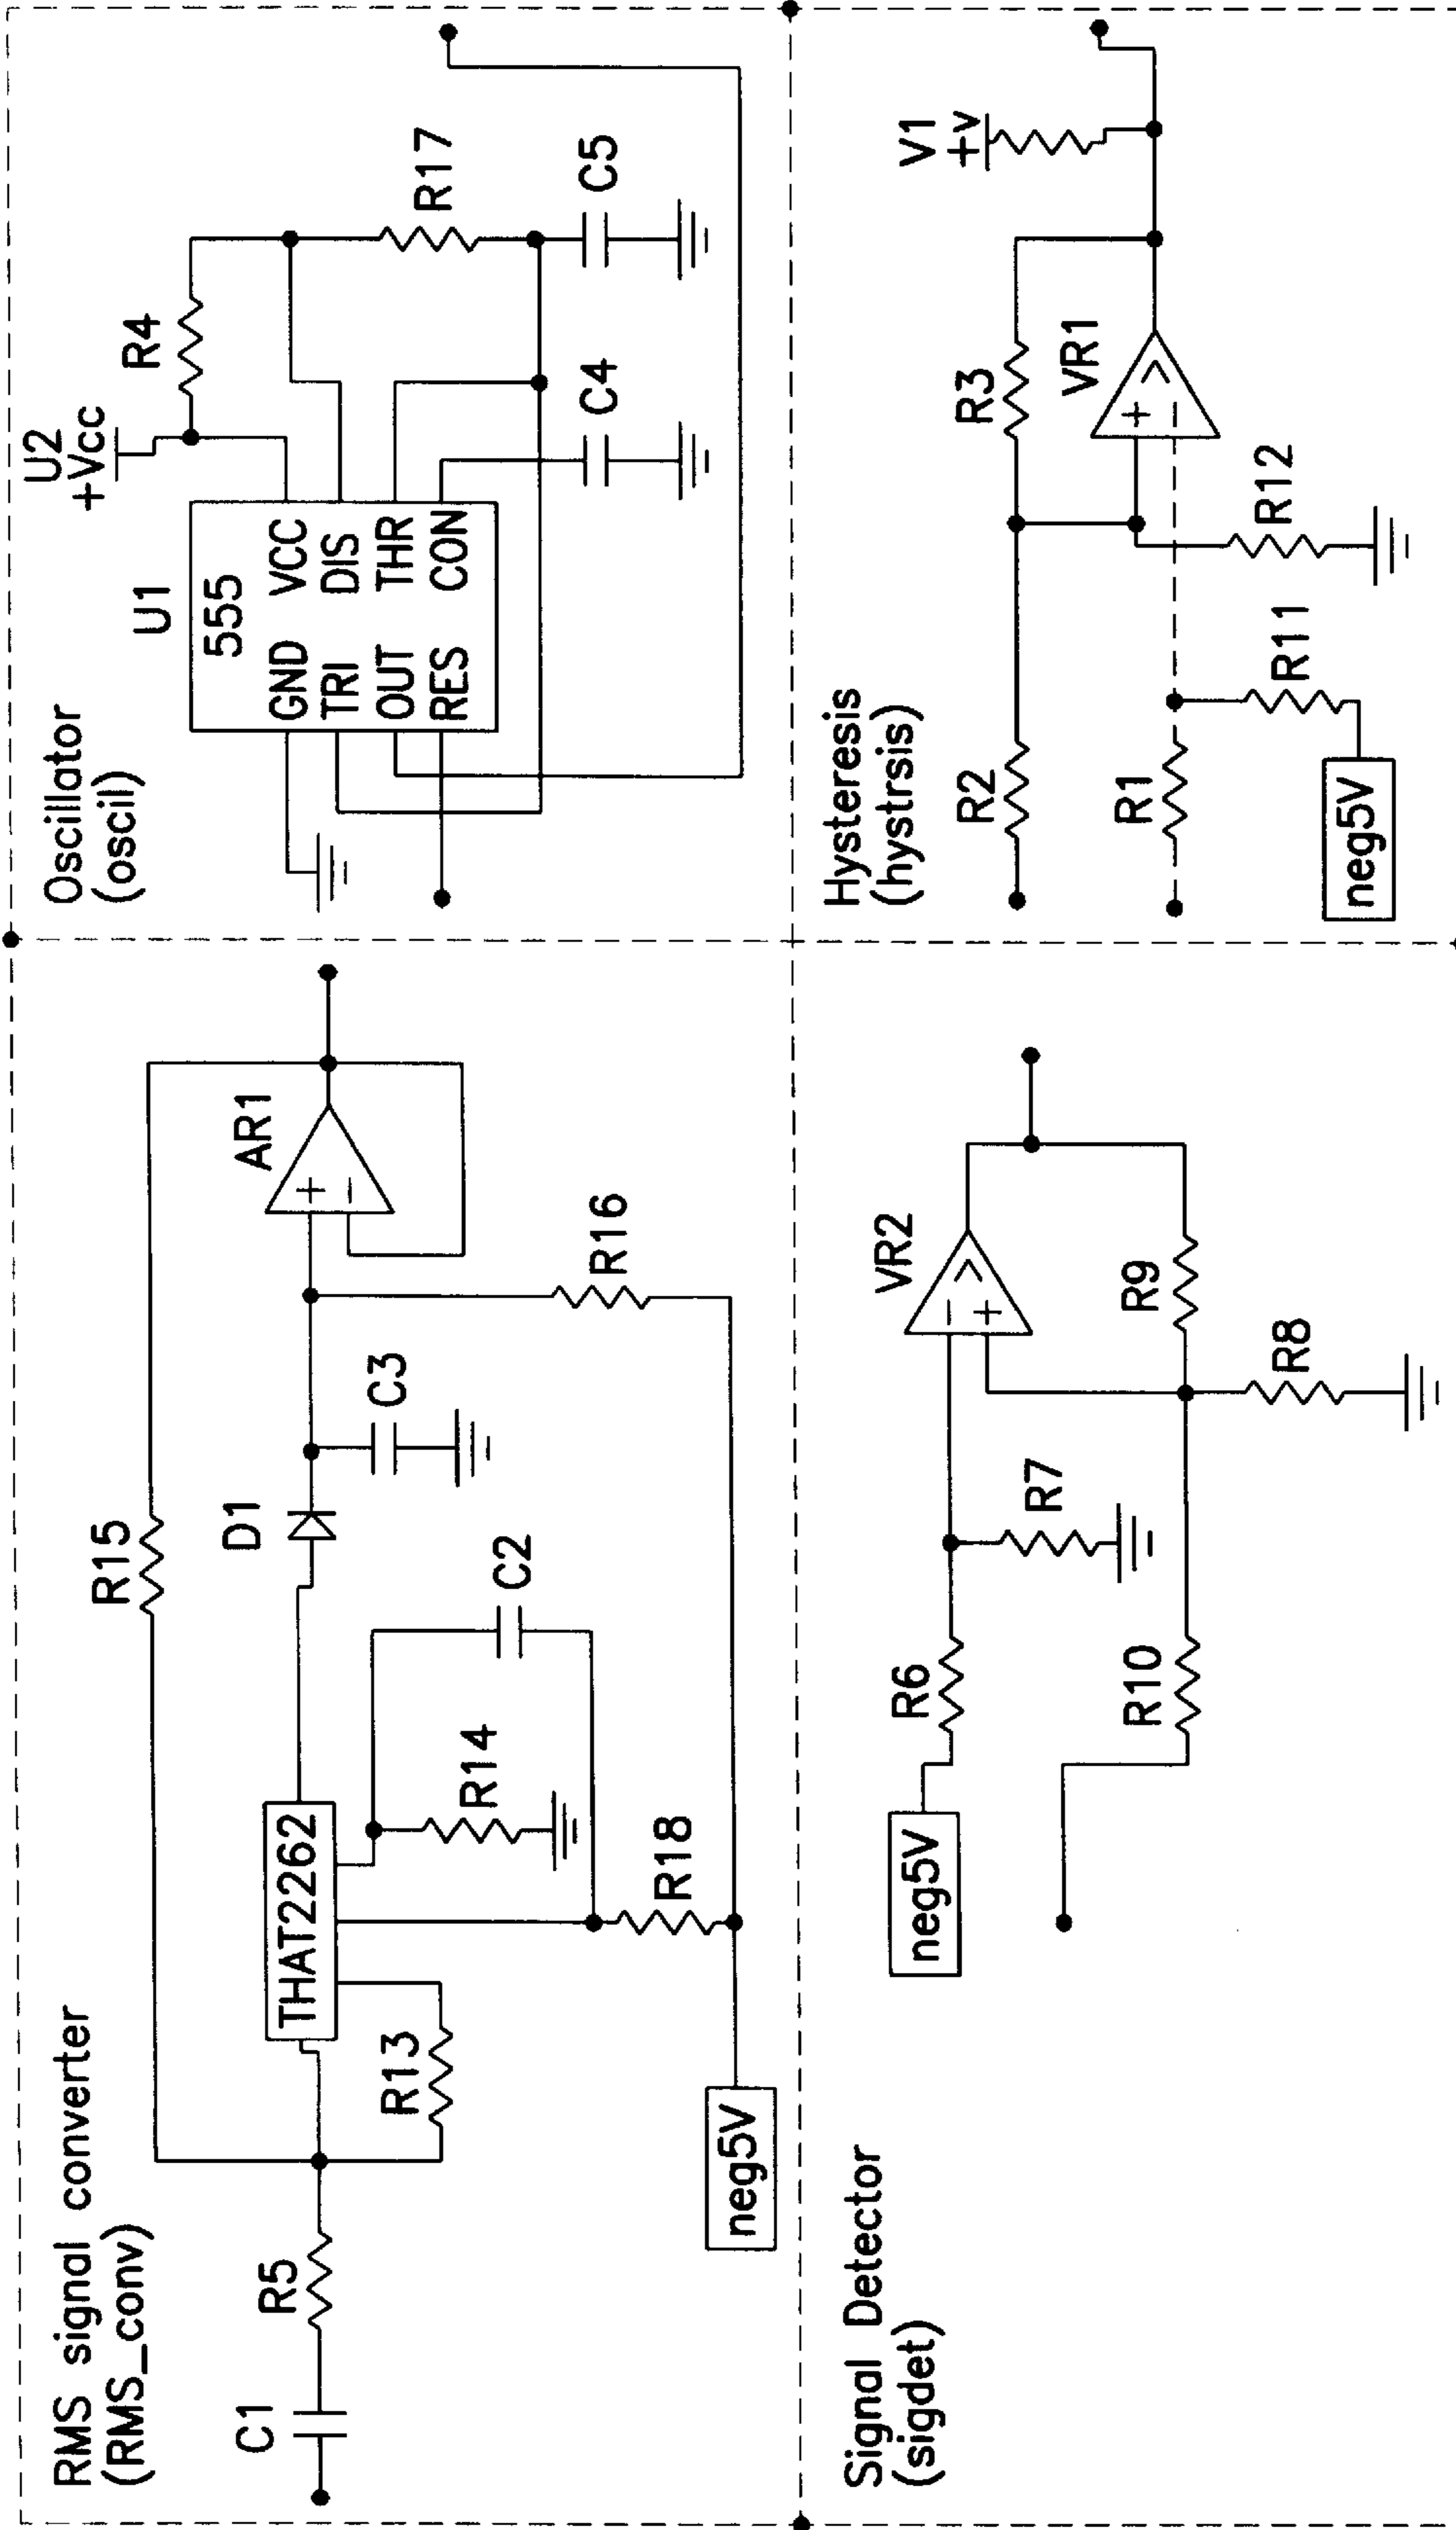 RMS signal converter
(RMS_conv)
C1
R5
R13
R15
THAT2262
R14
R18
C2
D1
C3
R16
AR1
+
−
neg5V
Oscillator
(oscil)
U1
555
GND VCC
TRI DIS
OUT THR
RES CON
U2
+Vcc
R4
R17
C4
C5
Signal Detector
(sigdet)
neg5V
R6
R7
R10
VR2
−
+
>
R9
R8
Hysteresis
(hystrsis)
R2
R1
neg5V
R11
R12
R3
VR1
+
−
>
V1
+v